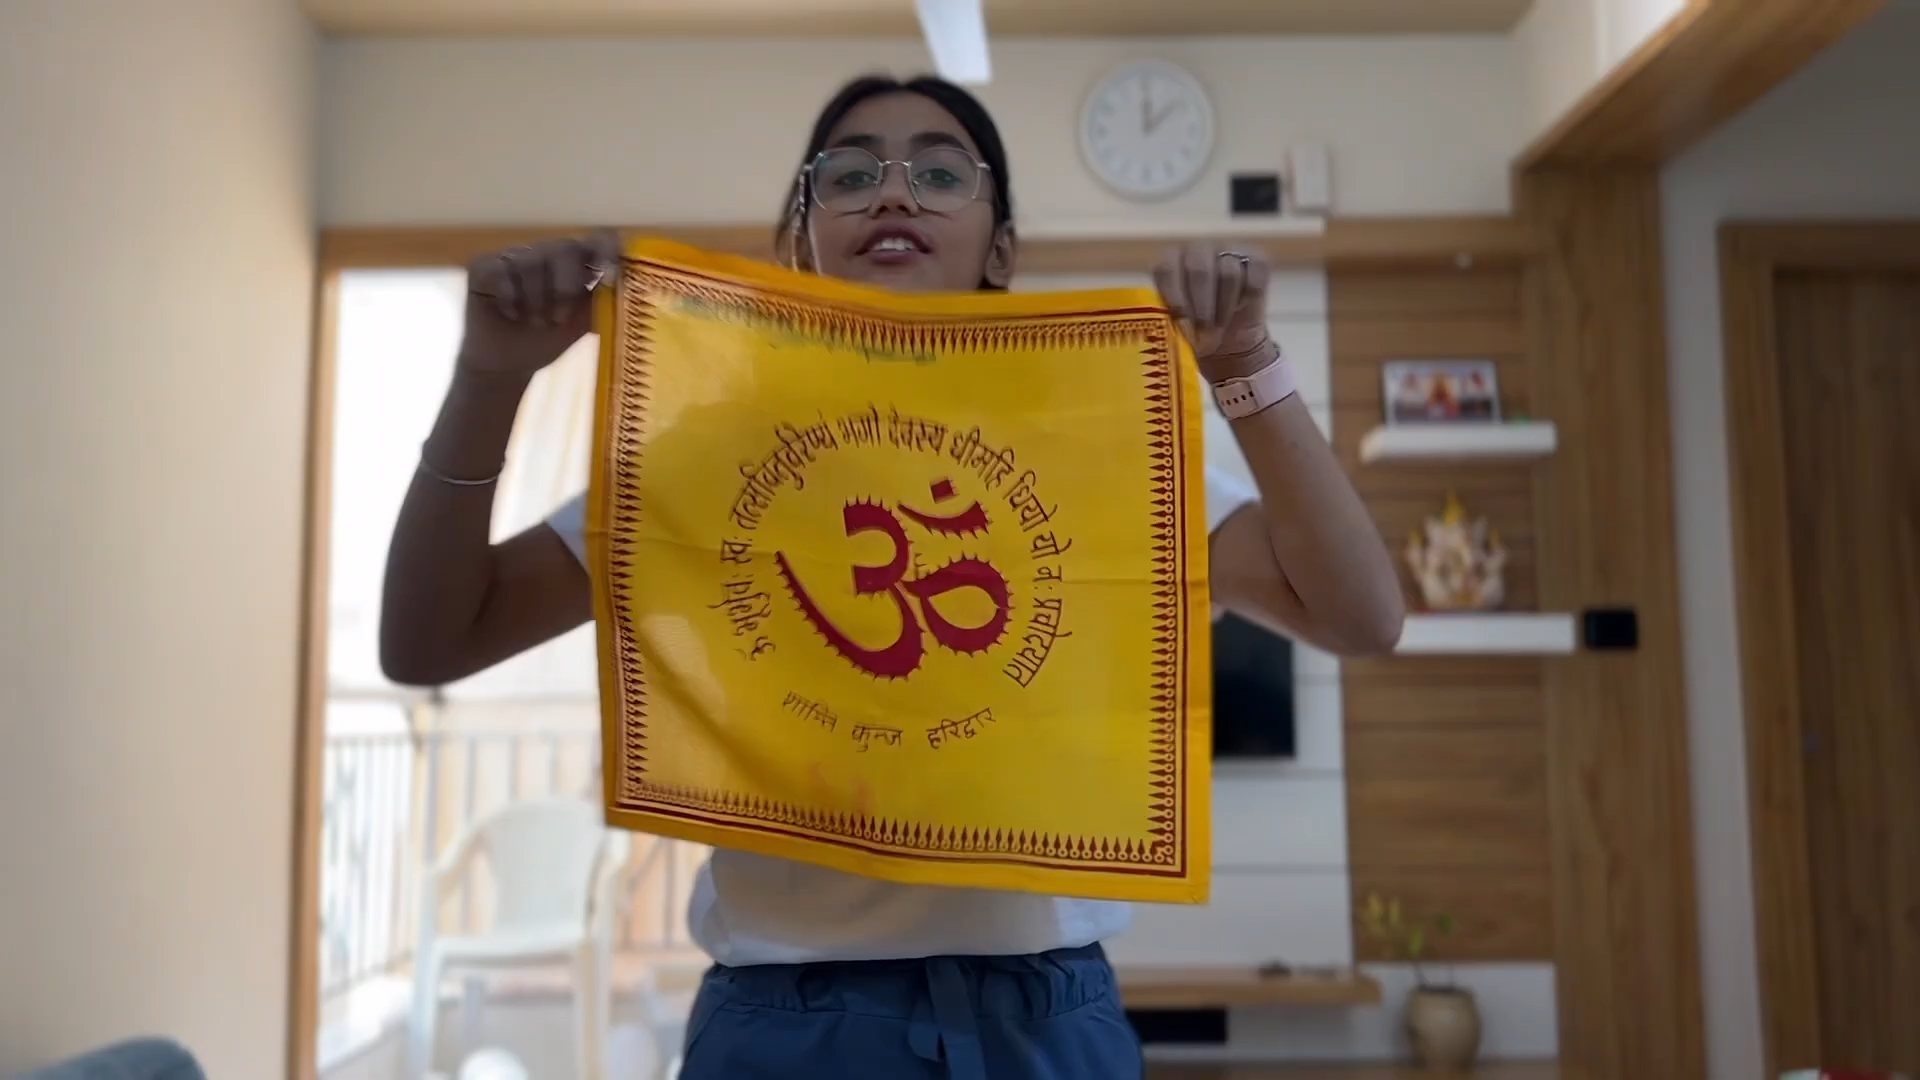 ॐ भूर्भुवः स्वः तत्सवितुर्वरेण्यं भर्गो देवस्य धीमहि धियो यो नः प्रचोदयात
ॐ
शान्ति कुन्ज हरिद्वार